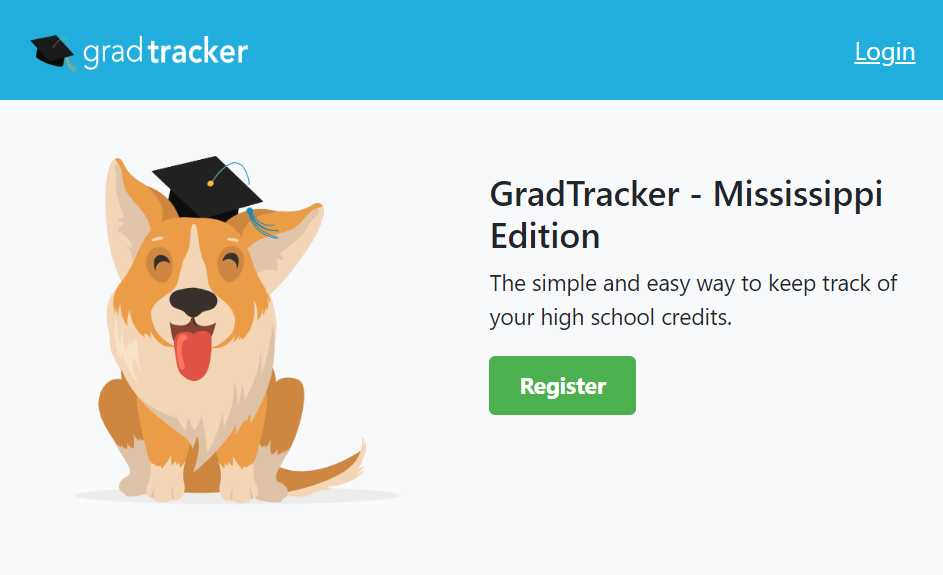 gradtracker
Login
GradTracker - Mississippi
Edition
The simple and easy way to keep track of
your high school credits.
Register